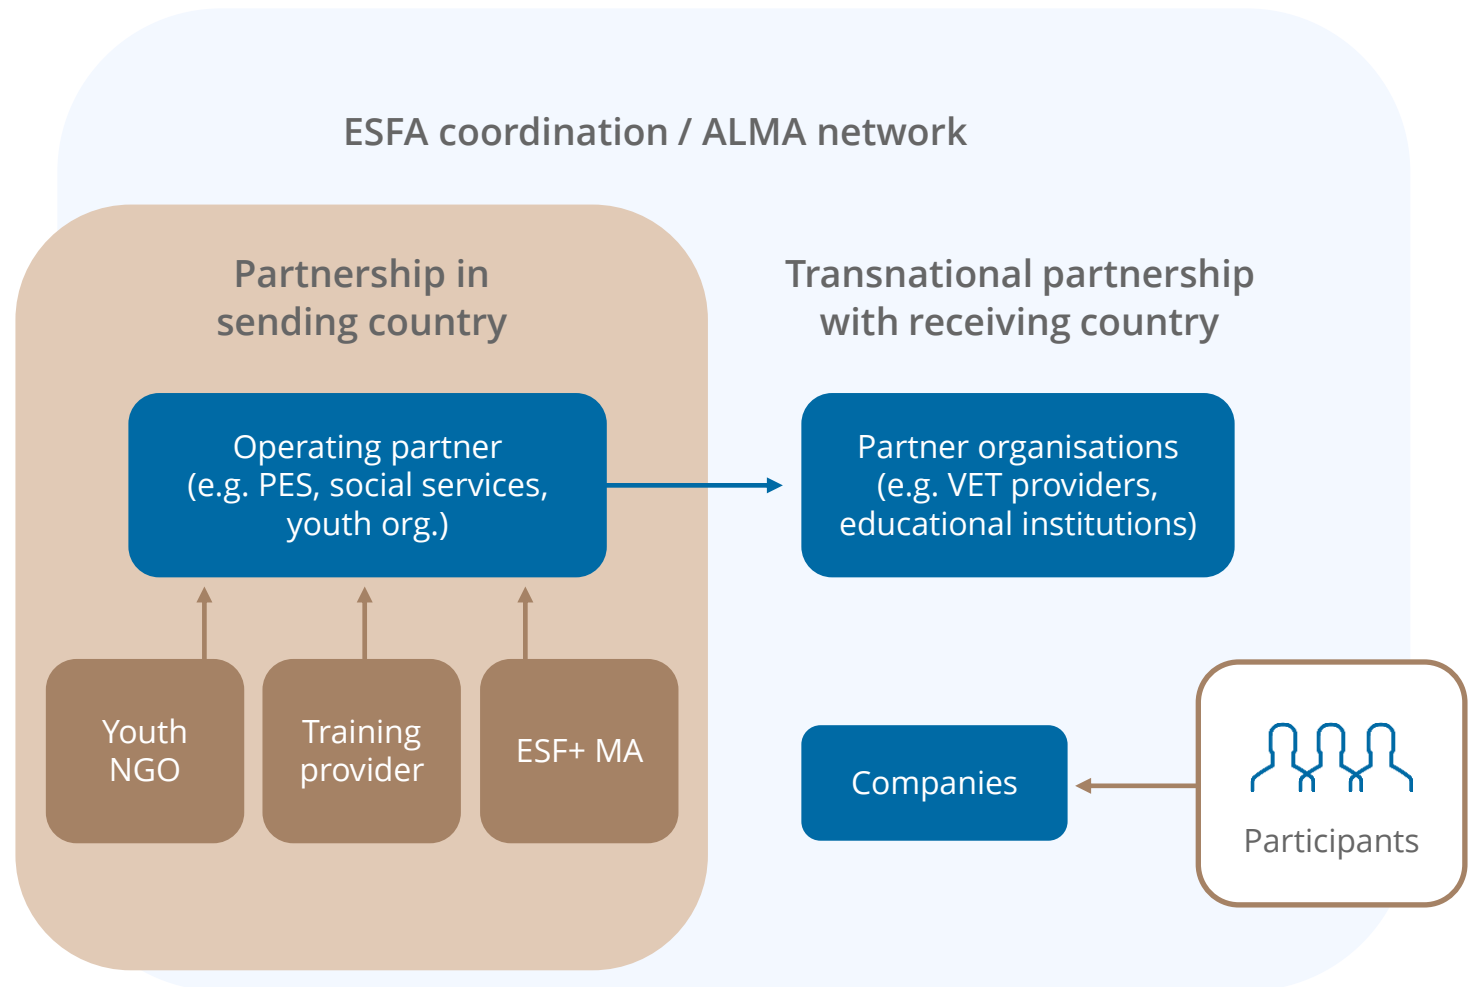 ESFA coordination / ALMA network
Partnership in
sending country
Transnational partnership
with receiving country
Operating partner
(e.g. PES, social services,
youth org.)
Partner organisations
(e.g. VET providers,
educational institutions)
Youth
NGO
Training
provider
ESF+ MA
Companies
Participants